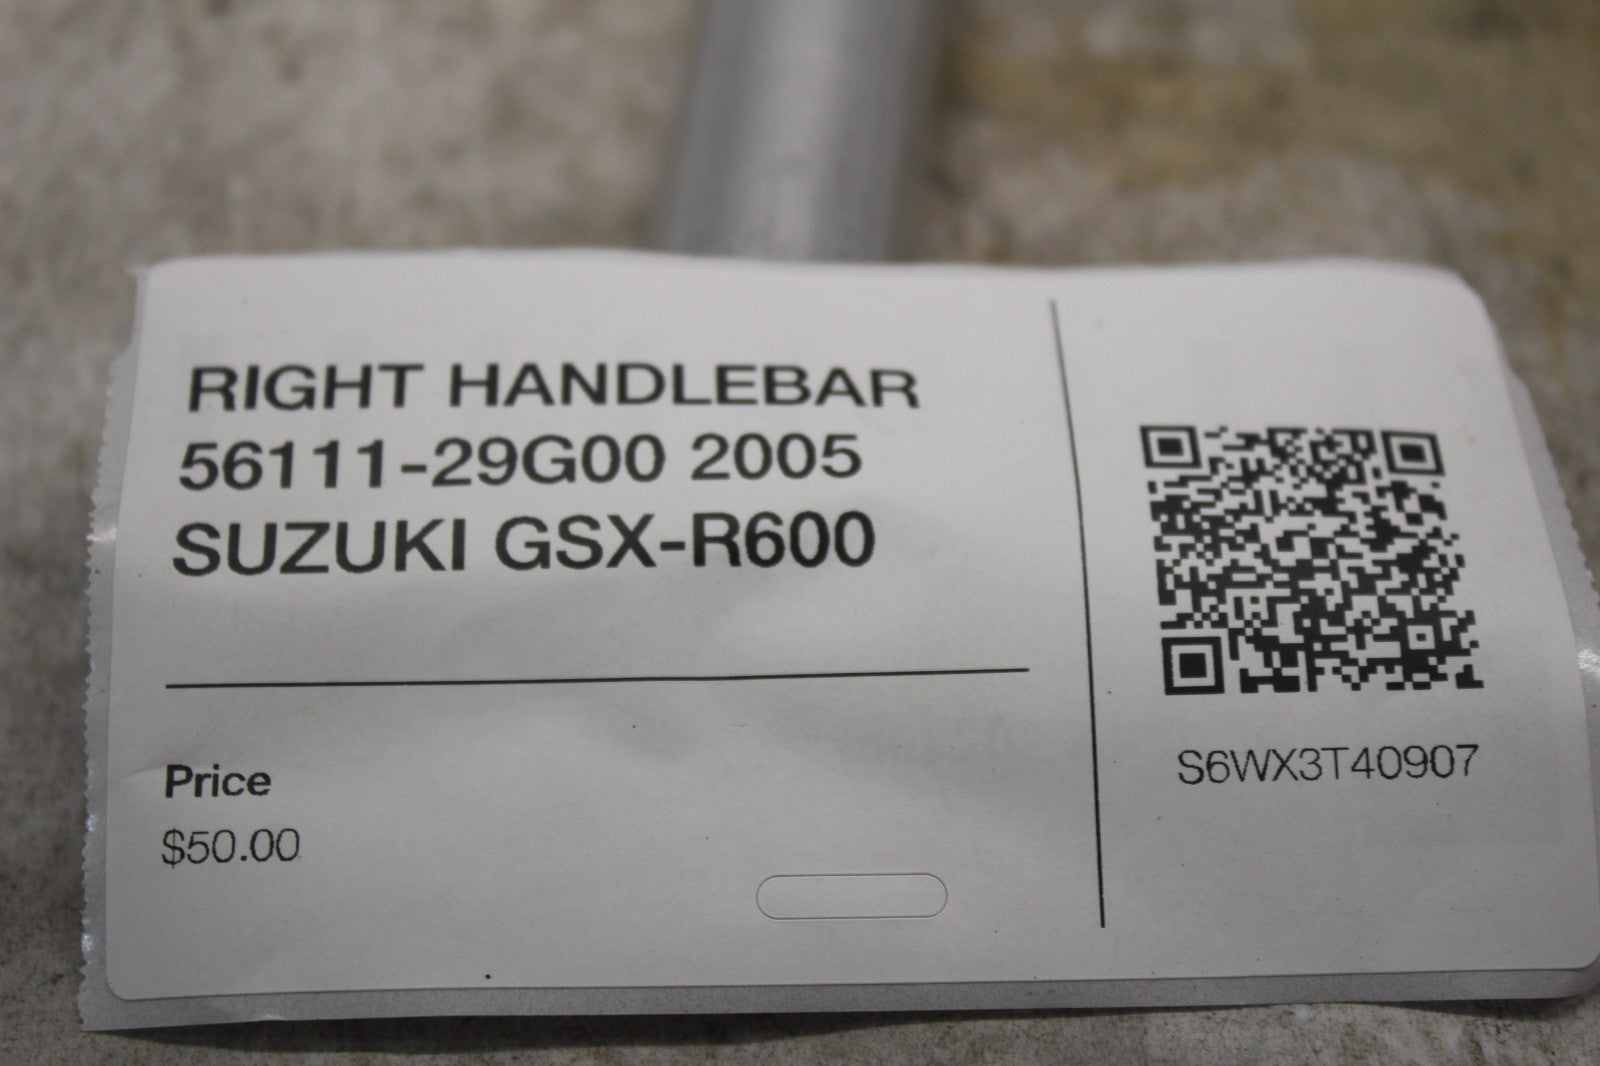 RIGHT HANDLEBAR
56111-29G00 2005
SUZUKI GSX-R600
Price
$50.00
S6WX3T40907